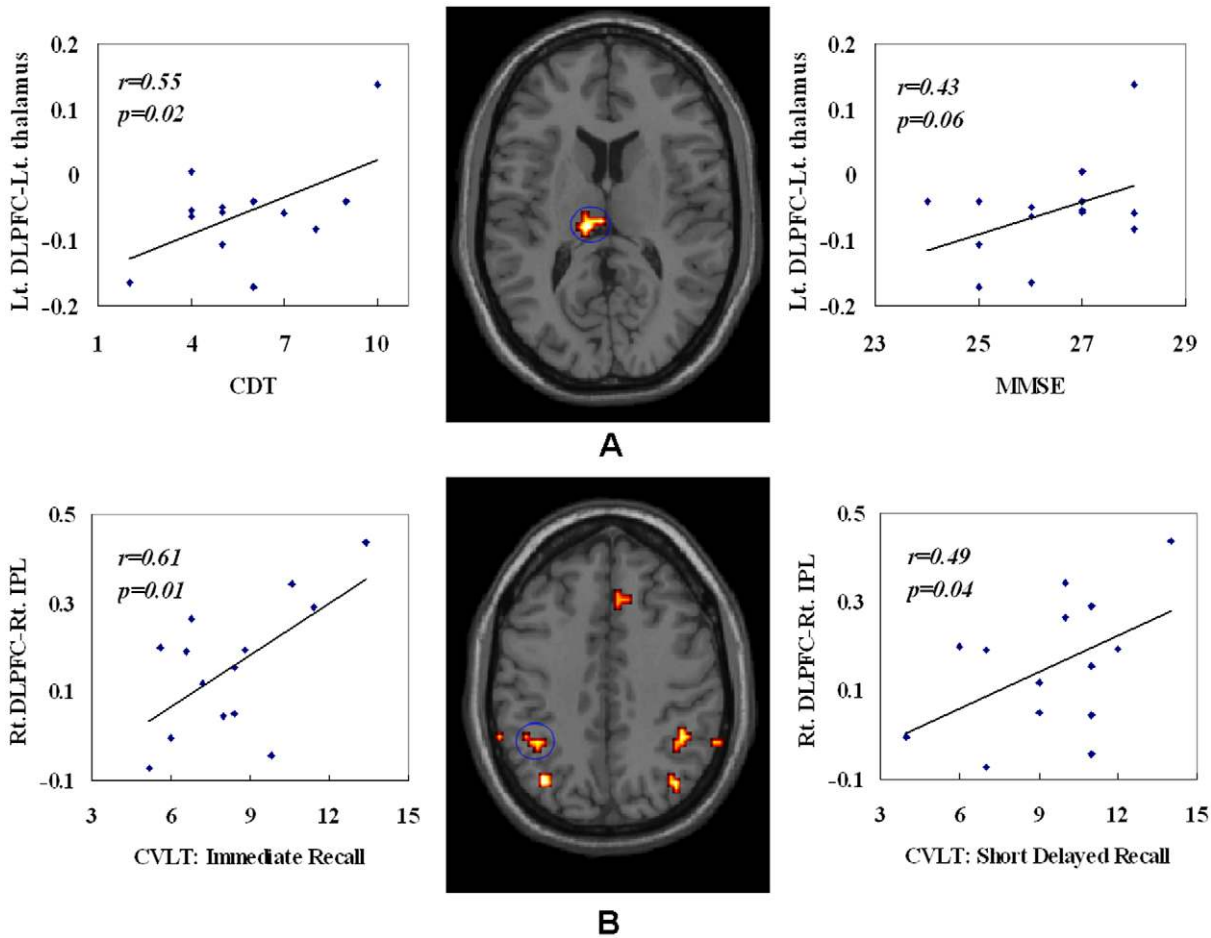 Lt. DLPFC-Lt. thalamus
0.2
0.1
0
-0.1
-0.2
r=0.55
p=0.02
1 4 7 10
CDT
A
Lt. DLPFC-Lt. thalamus
0.2
0.1
0
-0.1
-0.2
r=0.43
p=0.06
23 25 27 29
MMSE
Rt.DLPFC-Rt. IPL
0.5
0.3
0.1
-0.1
r=0.61
p=0.01
3 6 9 12 15
CVLT: Immediate Recall
B
Rt. DLPFC-Rt. IPL
0.5
0.3
0.1
-0.1
r=0.49
p=0.04
3 6 9 12 15
CVLT: Short Delayed Recall